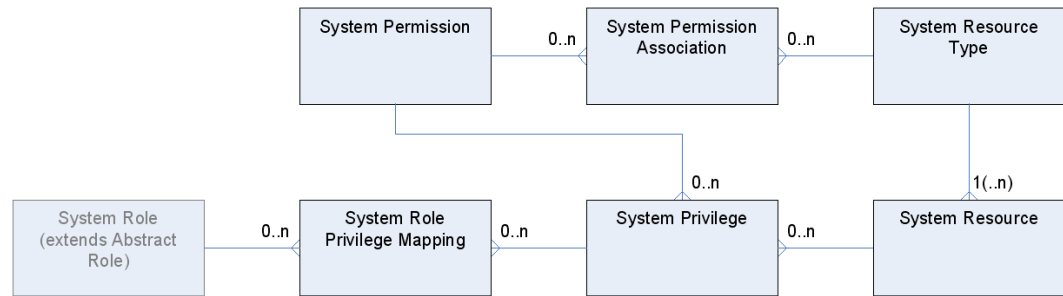 System Permission
0..n
System Permission
Association
0..n
System Resource
Type
0..n
1(..n)
System Role
(extends Abstract
Role)
0..n
System Role
Privilege Mapping
0..n
System Privilege
0..n
System Resource